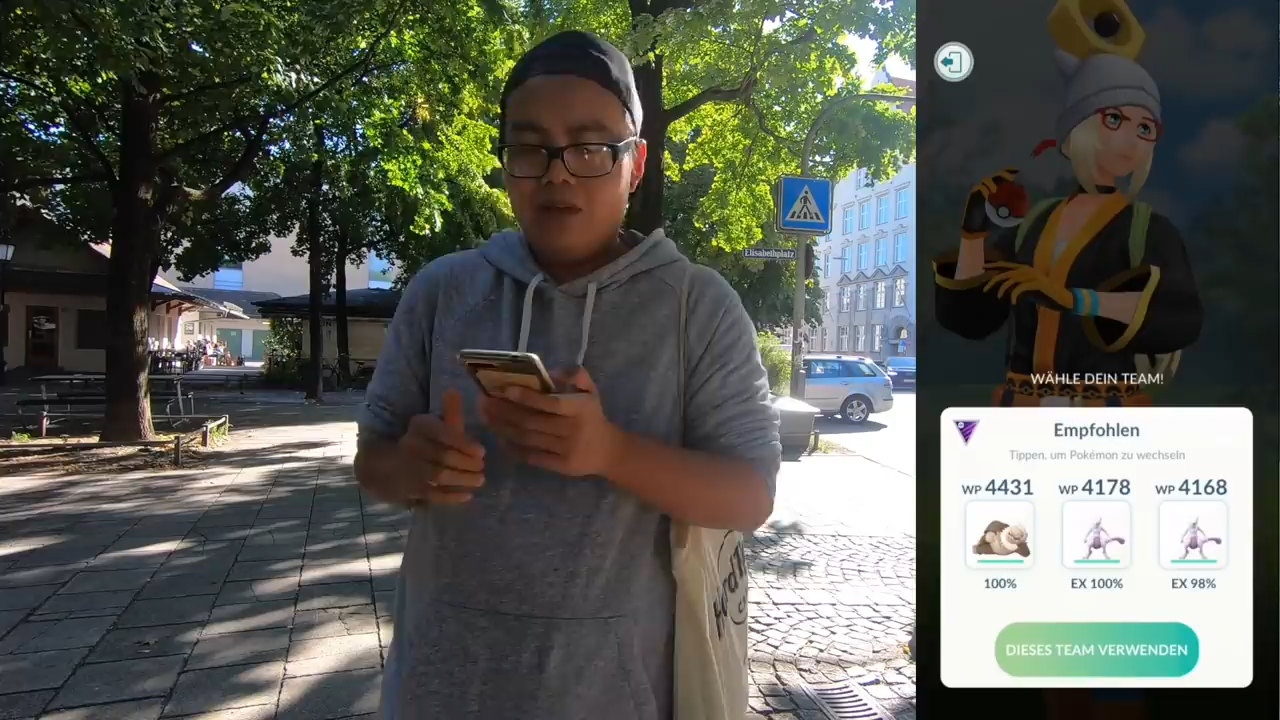 Elisabethplatz
WÄHLE DEIN TEAM!
Empfohlen
Tippen, um Pokémon zu wechseln
WP 4431
WP 4178
WP 4168
100%
EX 100%
EX 98%
DIESES TEAM VERWENDEN